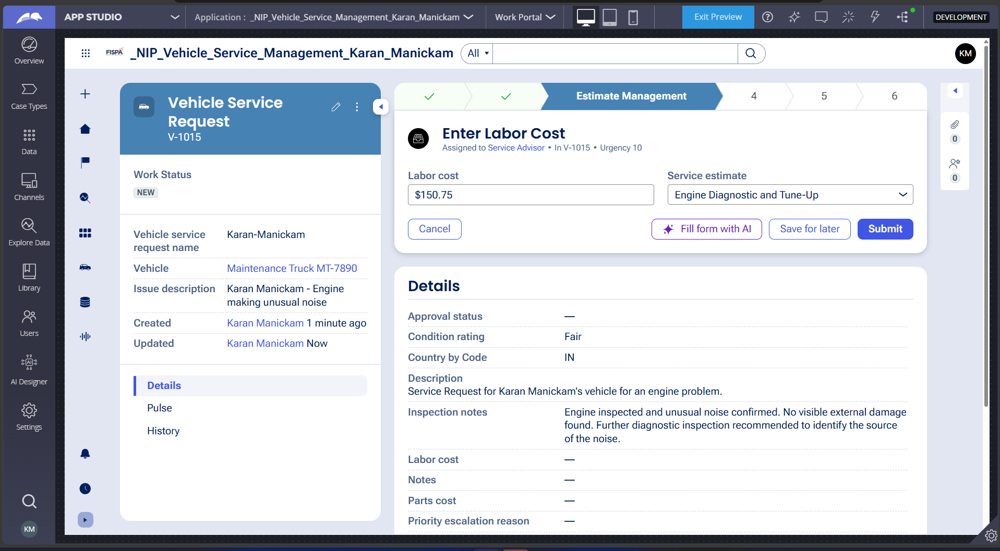 APP STUDIO
Application : _NIP_Vehicle_Service_Management_Karan_Manickam
Work Portal
Exit Preview
DEVELOPMENT
Overview
Case Types
Data
Channels
Explore Data
Library
Users
AI
AI Designer
Settings
KM
FISPA
_NIP_Vehicle_Service_Management_Karan_Manickam
All
KM
Vehicle Service
Request
V-1015
Work Status
NEW
Vehicle service
request name
Karan-Manickam
Vehicle
Maintenance Truck MT-7890
Issue description
Karan Manickam - Engine
making unusual noise
Created
Karan Manickam 1 minute ago
Updated
Karan Manickam Now
Details
Pulse
History
Estimate Management
4
5
6
Enter Labor Cost
Assigned to Service Advisor • In V-1015 • Urgency 10
Labor cost
$150.75
Service estimate
Engine Diagnostic and Tune-Up
Cancel
Fill form with AI
Save for later
Submit
Details
Approval status
—
Condition rating
Fair
Country by Code
IN
Description
Service Request for Karan Manickam's vehicle for an engine problem.
Inspection notes
Engine inspected and unusual noise confirmed. No visible external damage
found. Further diagnostic inspection recommended to identify the source
of the noise.
Labor cost
—
Notes
—
Parts cost
—
Priority escalation reason
—
0
0